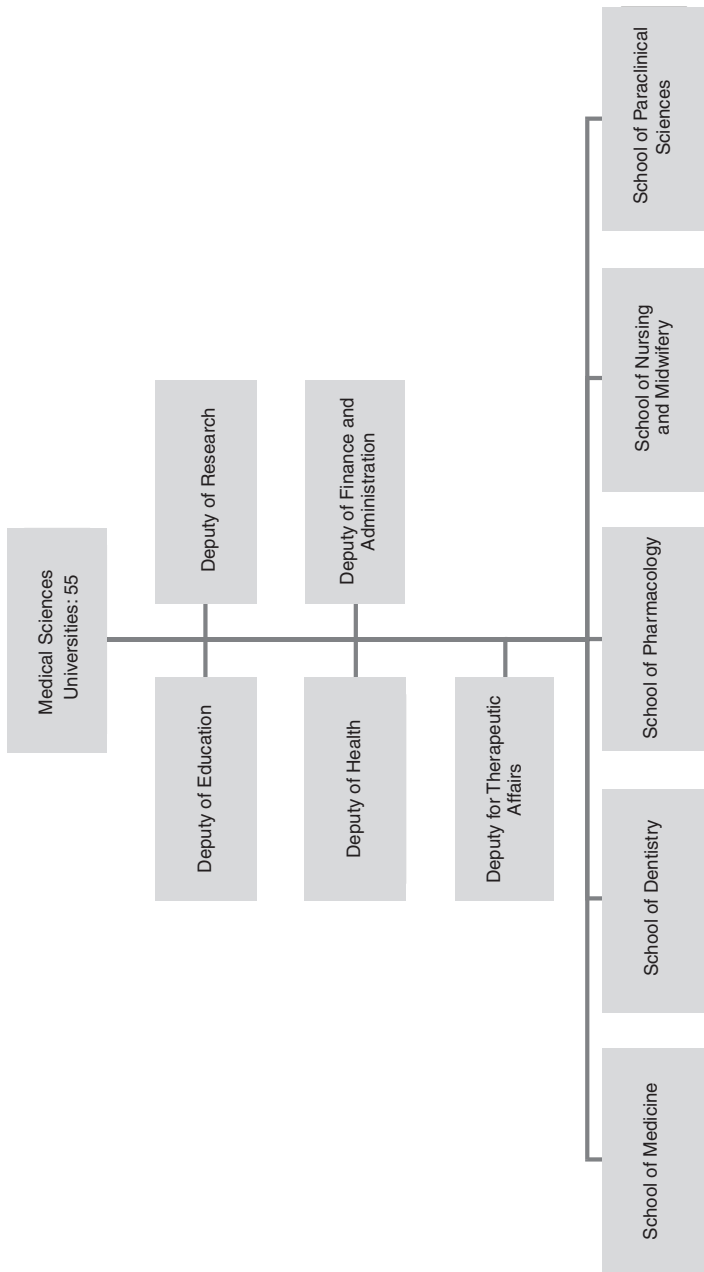 Medical Sciences
Universities: 55
Deputy of Education
Deputy of Research
Deputy of Health
Deputy of Finance and
Administration
Deputy for Therapeutic
Affairs
School of Medicine
School of Dentistry
School of Pharmacology
School of Nursing
and Midwifery
School of Paraclinical
Sciences